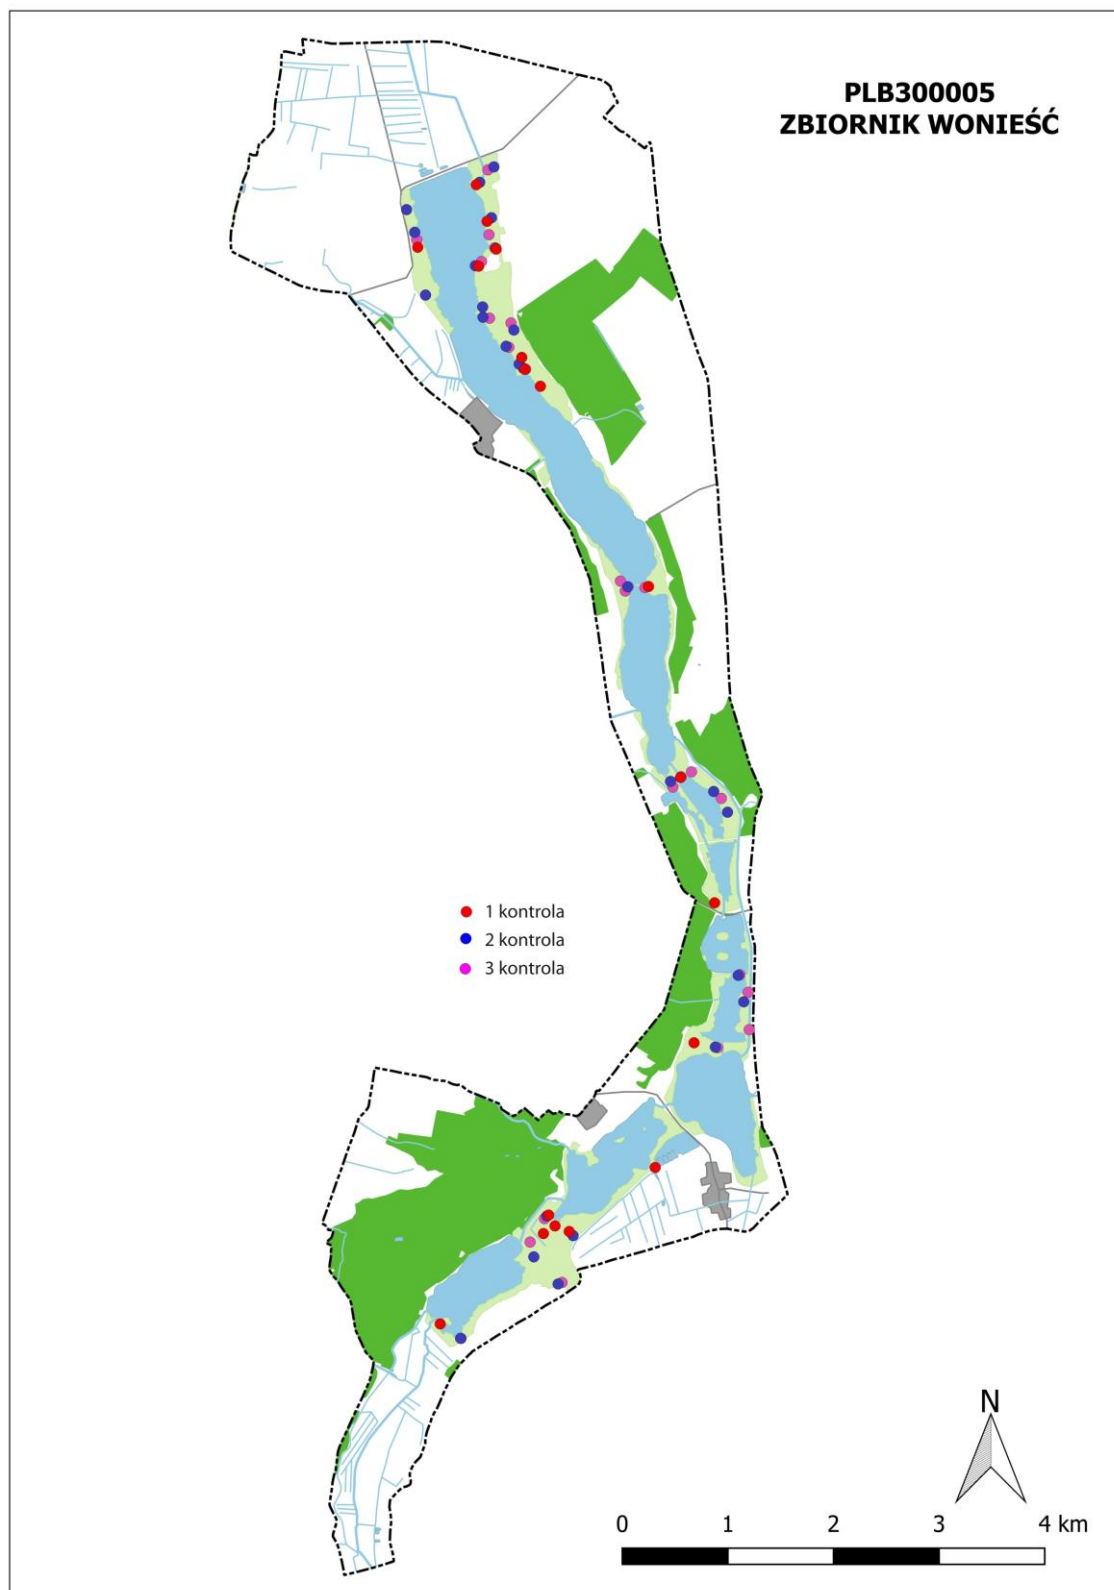 PLB300005
ZBIORNIK WONIEŚĆ
1 kontrola
2 kontrola
3 kontrola
N
0 1 2 3 4 km